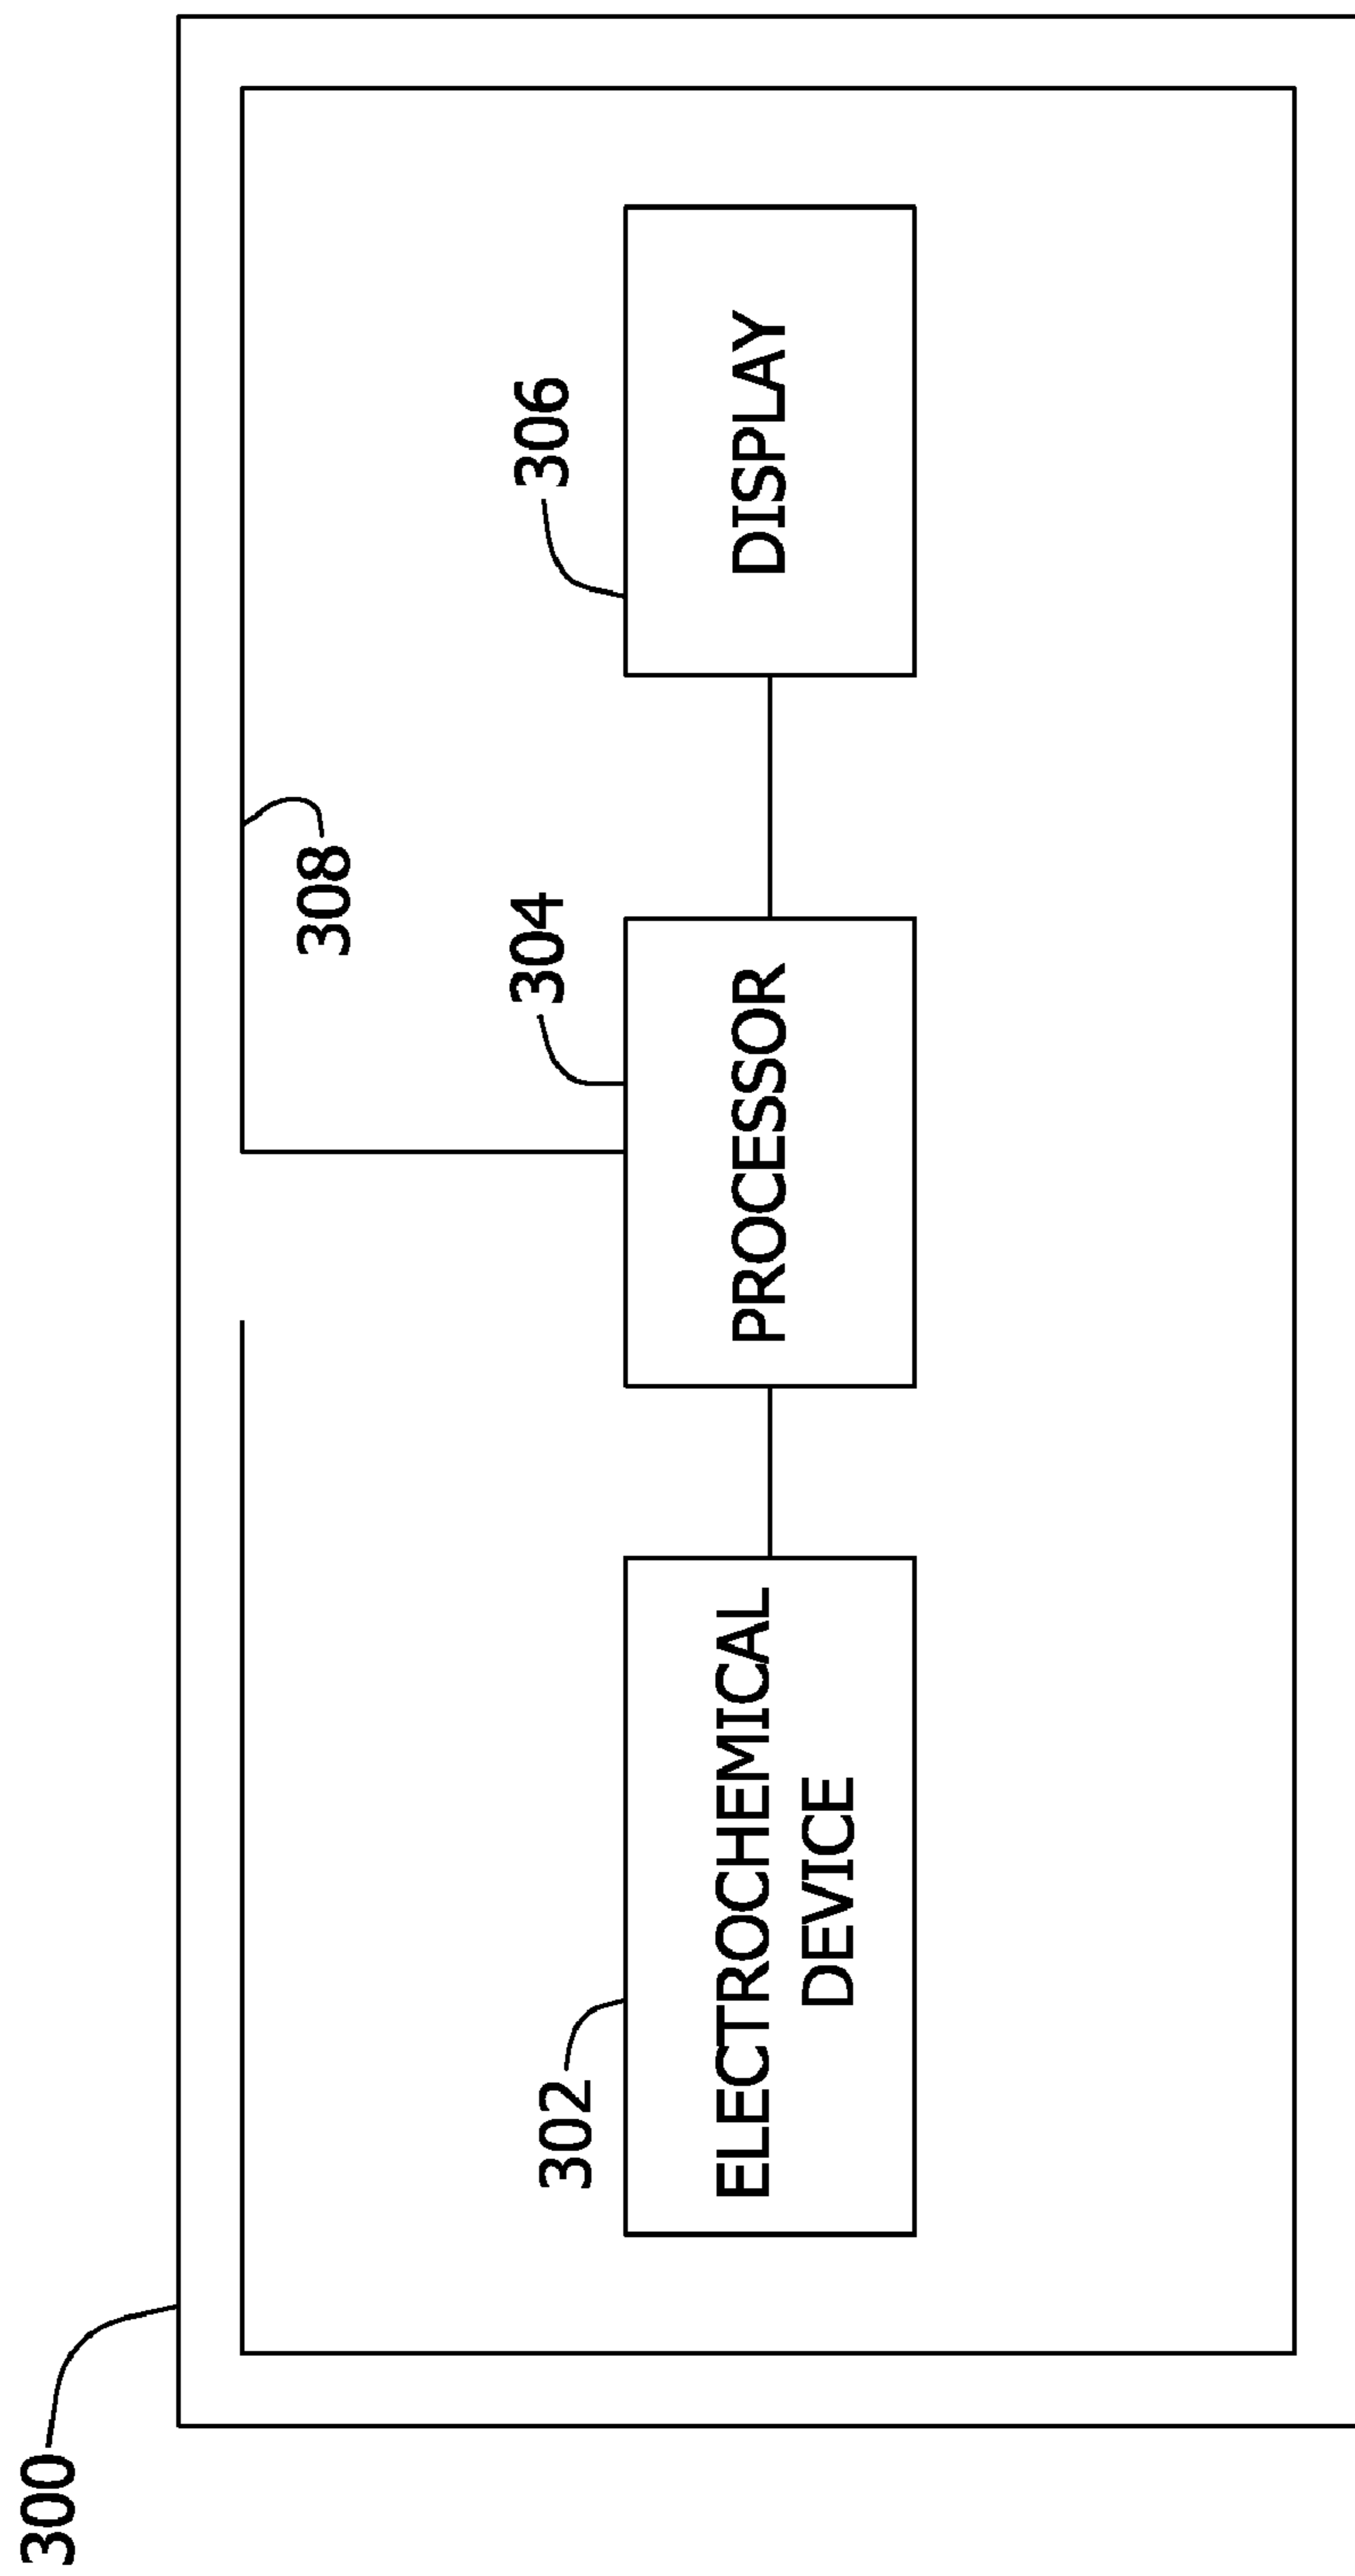 300
308
302
304
306
ELECTROCHEMICAL
DEVICE
PROCESSOR
DISPLAY